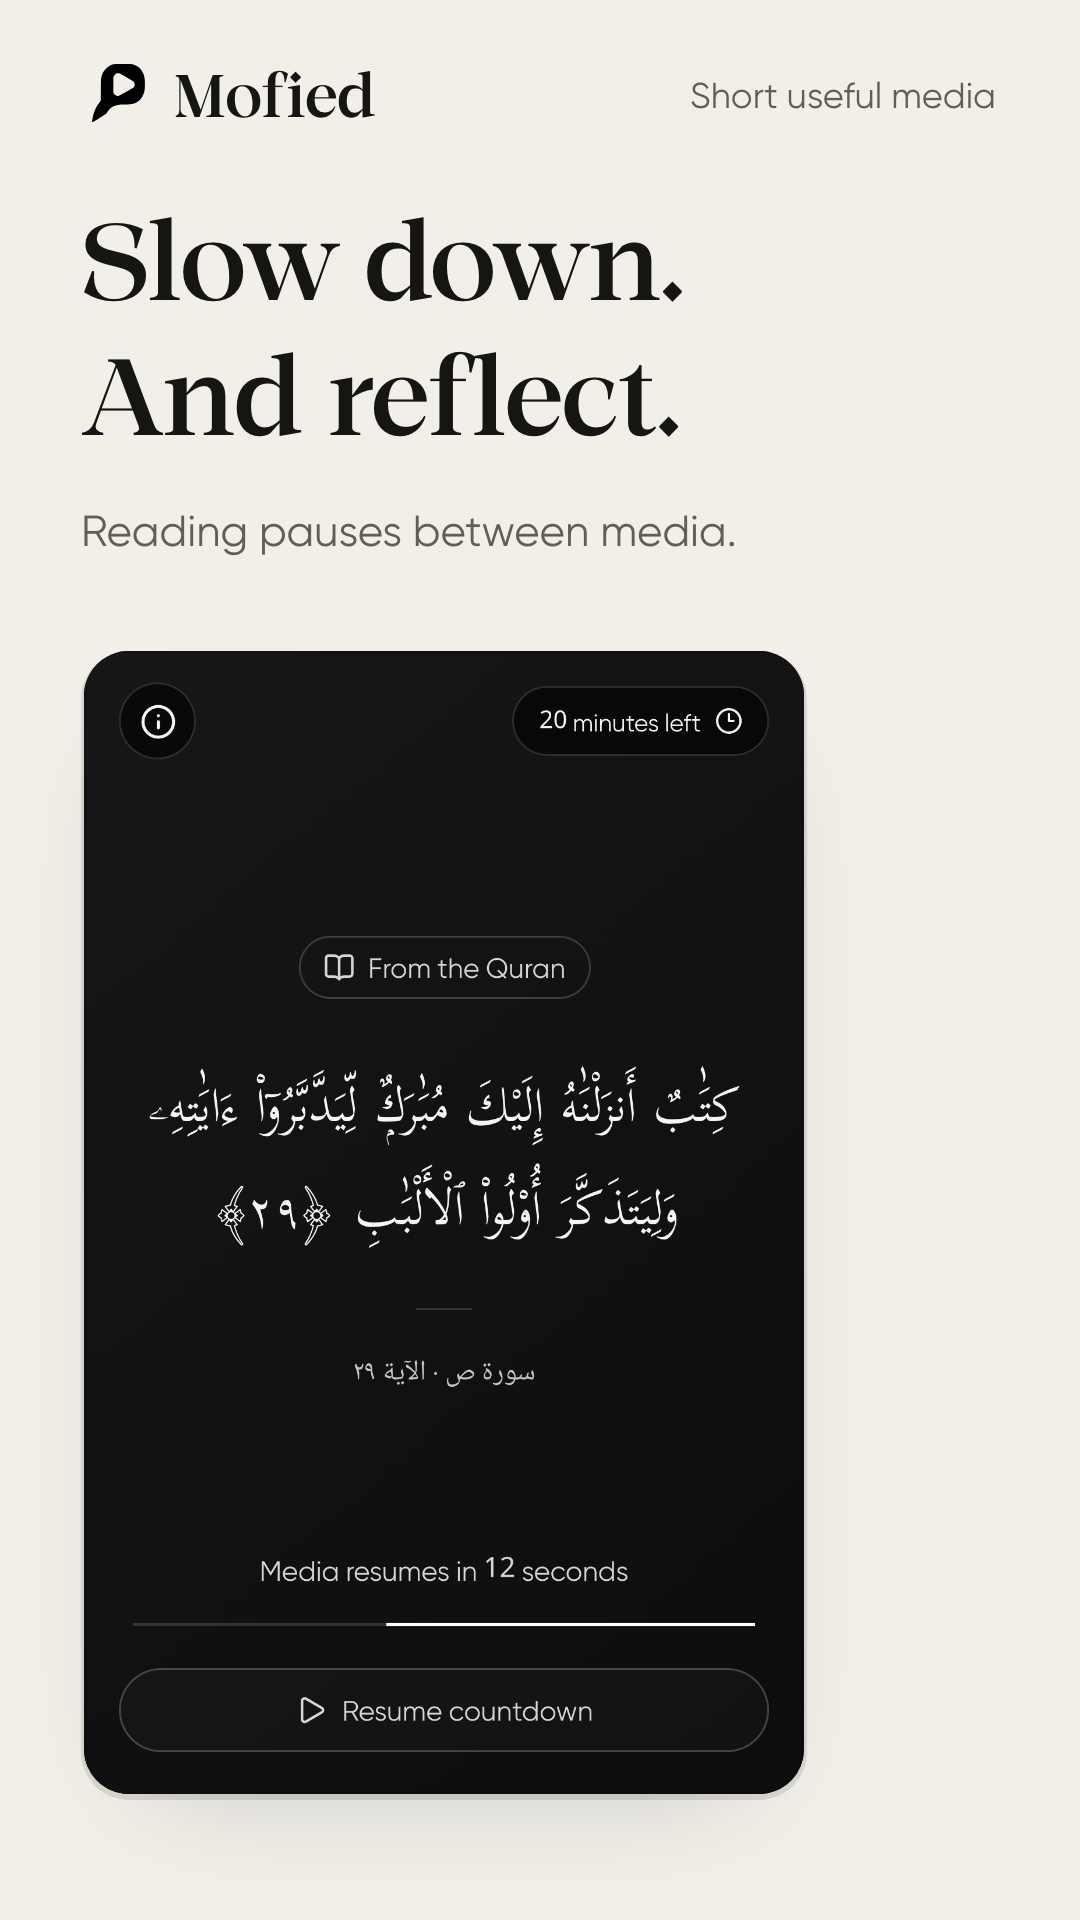 Mofied
Short useful media
Slow down.
And reflect.
Reading pauses between media.
20 minutes left
From the Quran
كِتَـٰبٌ أَنزَلْنَـٰهُ إِلَيْكَ مُبَـٰرَكٌۭ لِّيَدَّبَّرُوٓا۟ ءَايَـٰتِهِۦ
وَلِيَتَذَكَّرَ أُو۟لُوا۟ ٱلْأَلْبَـٰبِ ﴿٢٩﴾
سورة ص · الآية ٢٩
Media resumes in 12 seconds
Resume countdown